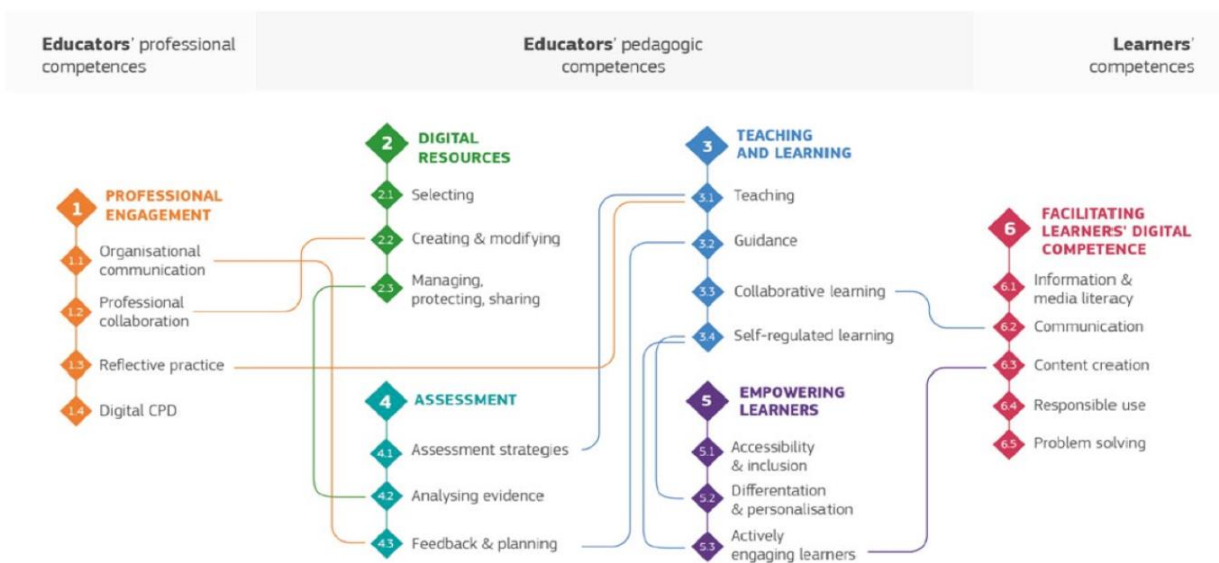 Educators' professional
competences
Educators' pedagogic
competences
Learners'
competences
1
PROFESSIONAL
ENGAGEMENT
1.1
Organisational
communication
1.2
Professional
collaboration
1.3
Reflective practice
1.4
Digital CPD
2
DIGITAL
RESOURCES
2.1
Selecting
2.2
Creating & modifying
2.3
Managing,
protecting, sharing
4
ASSESSMENT
4.1
Assessment strategies
4.2
Analysing evidence
4.3
Feedback & planning
3
TEACHING
AND LEARNING
3.1
Teaching
3.2
Guidance
3.3
Collaborative learning
3.4
Self-regulated learning
5
EMPOWERING
LEARNERS
5.1
Accessibility
& inclusion
5.2
Differentation
& personalisation
5.3
Actively
engaging learners
6
FACILITATING
LEARNERS' DIGITAL
COMPETENCE
6.1
Information &
media literacy
6.2
Communication
6.3
Content creation
6.4
Responsible use
6.5
Problem solving